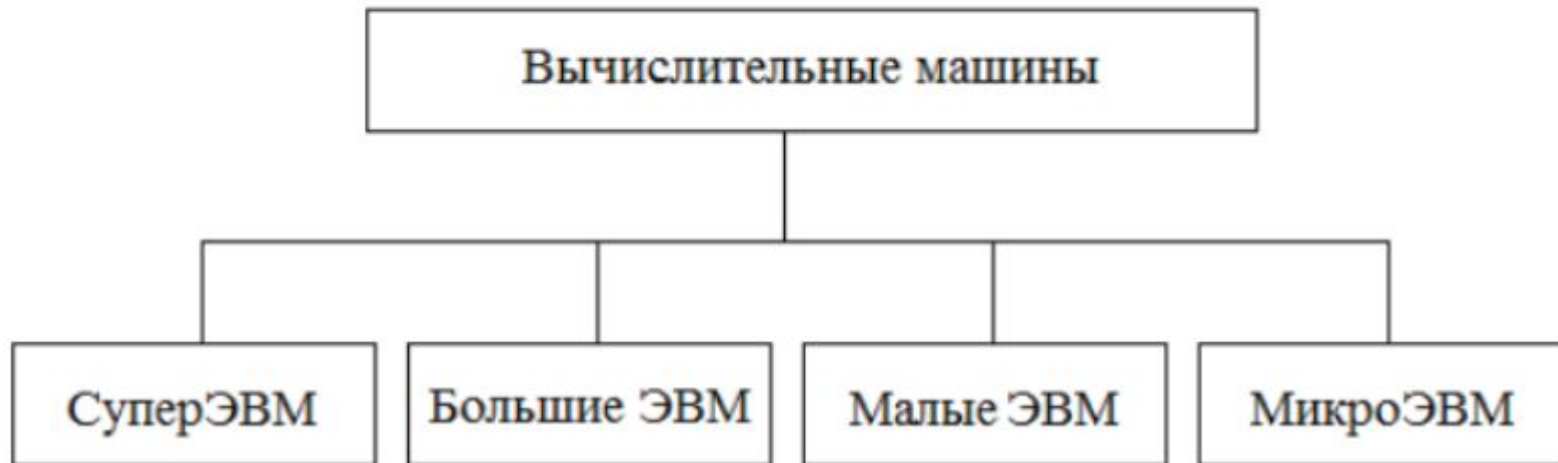 Вычислительные машины
СуперЭВМ
Большие ЭВМ
Малые ЭВМ
МикроЭВМ